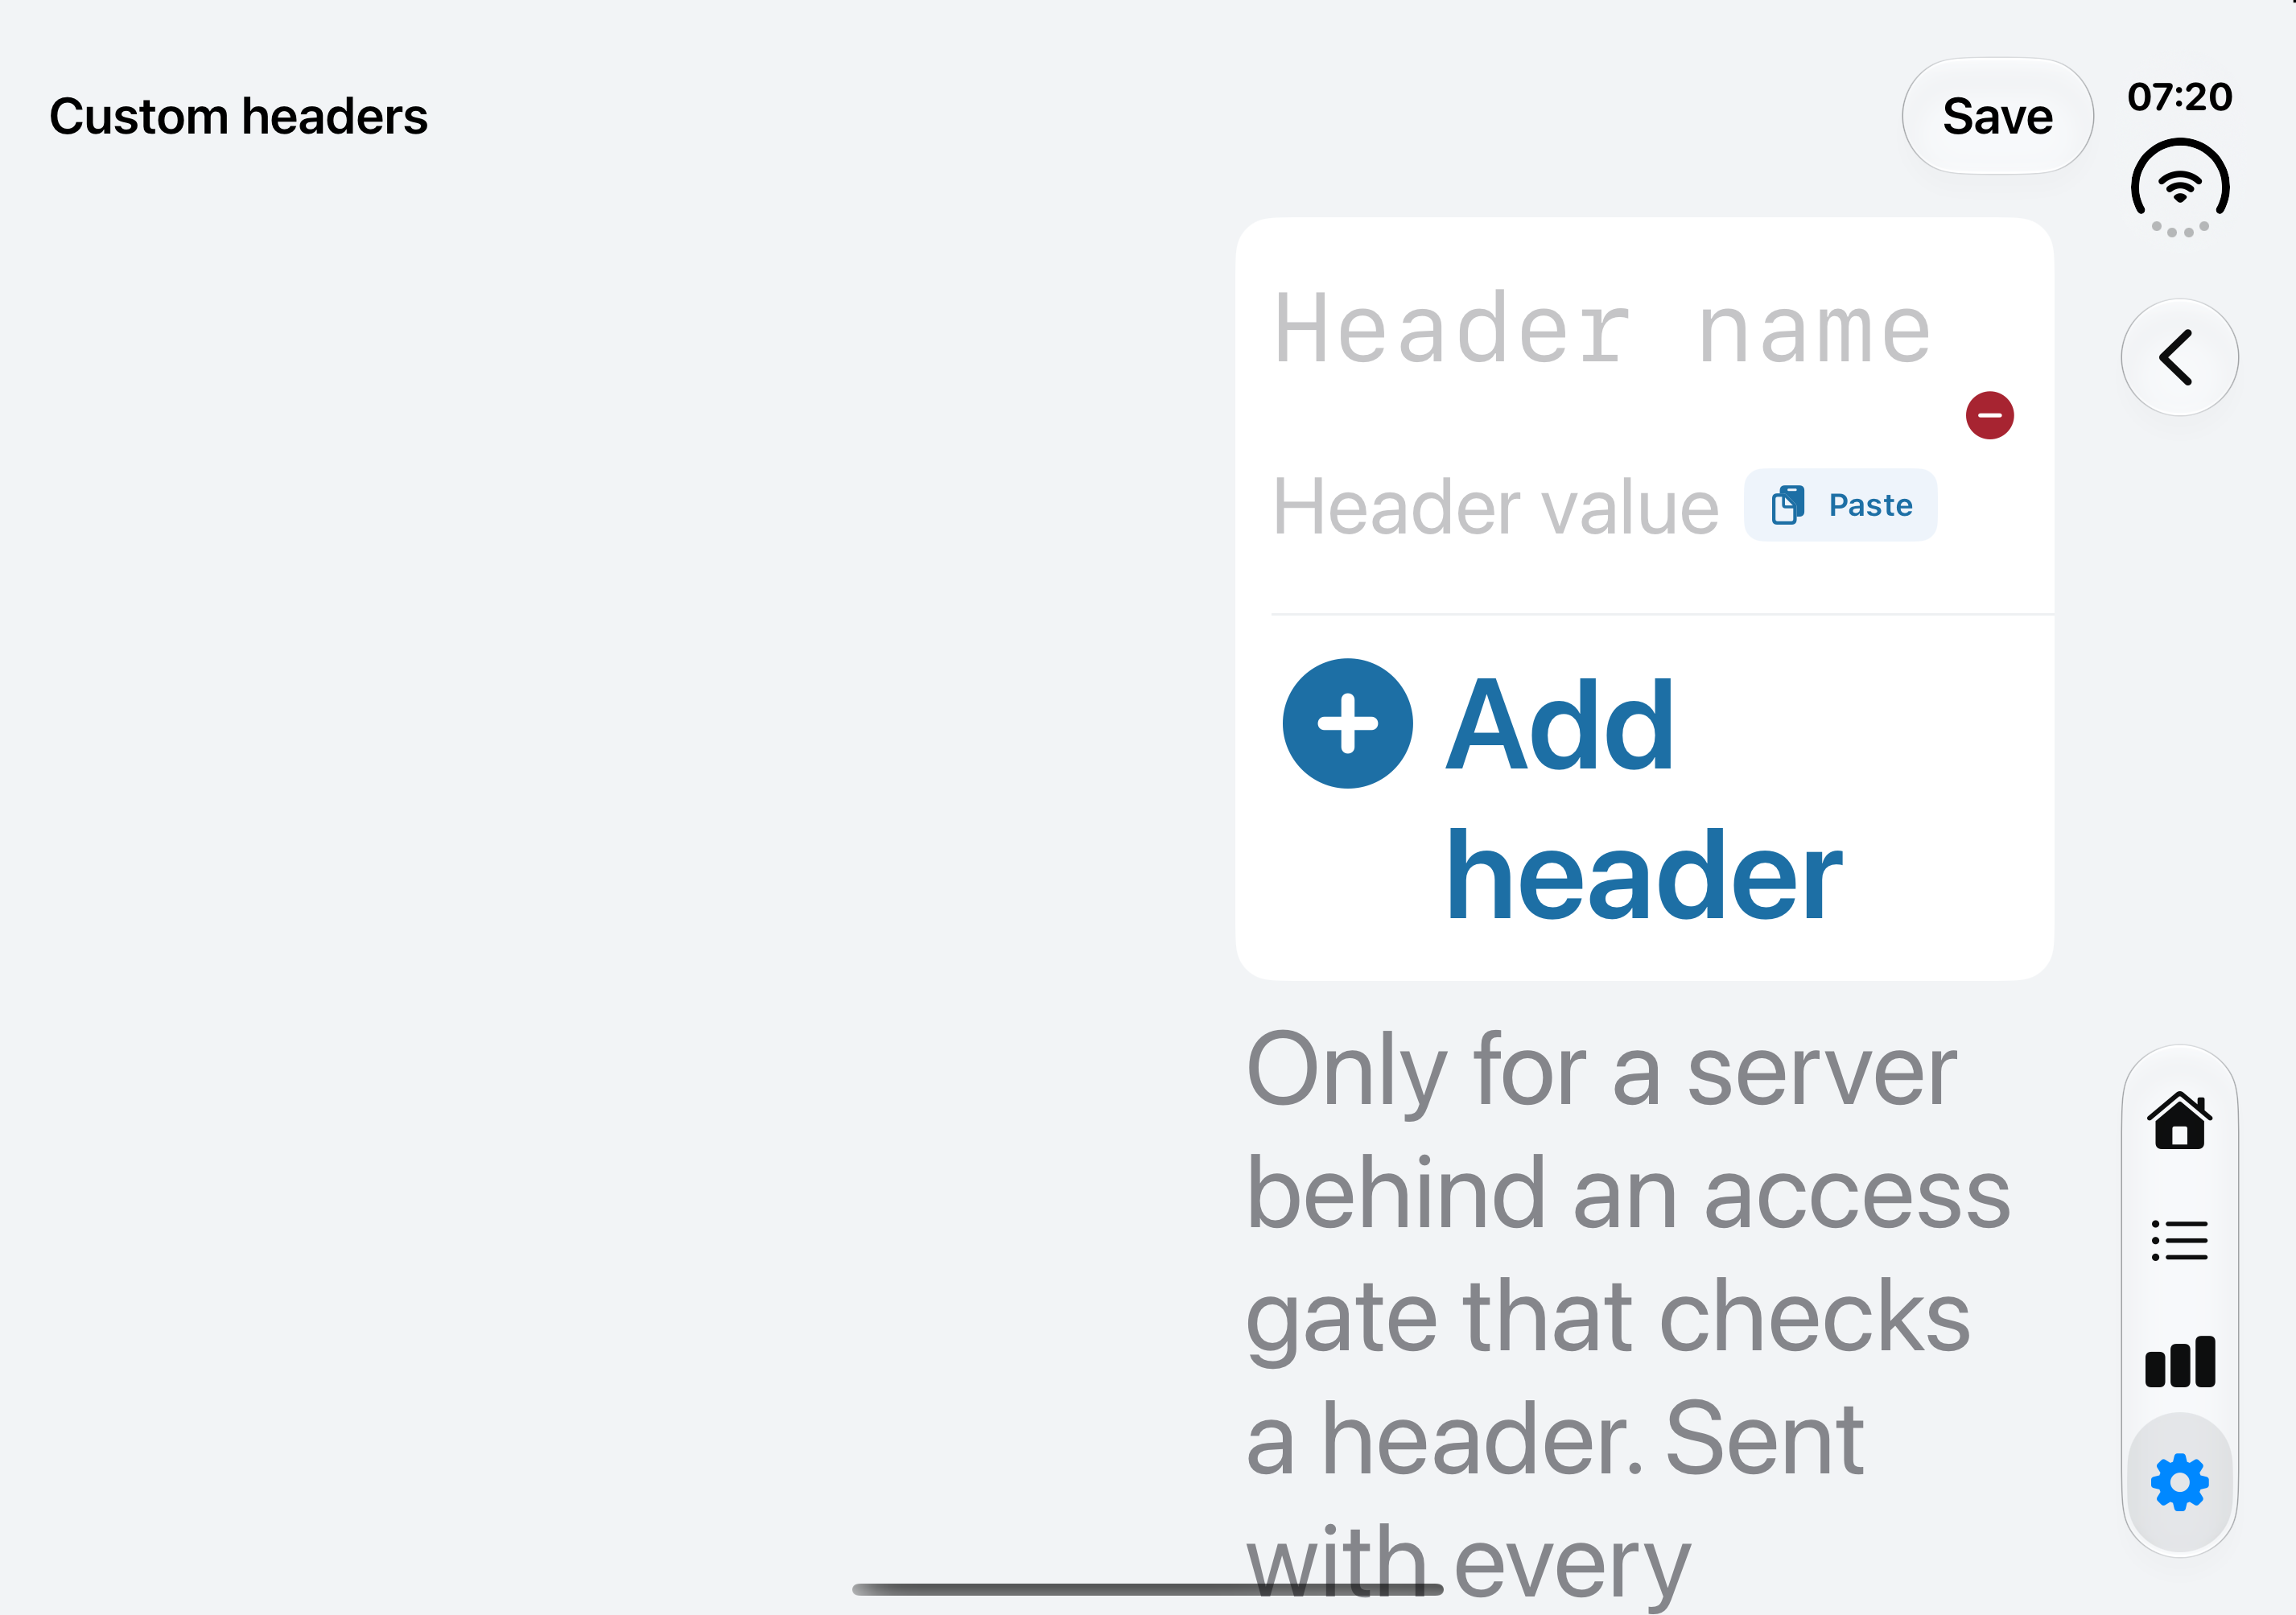 Custom headers
Save
07:20
Header name
Header value
Paste
Add
header
Only for a server
behind an access
gate that checks
a header. Sent
with every